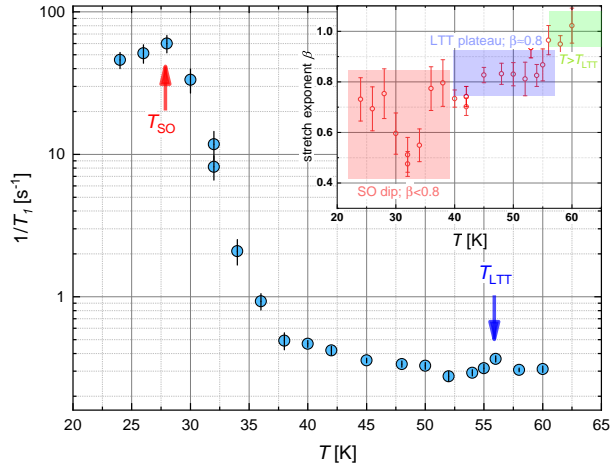 100
10
1
1/T1 [s-1]
20 25 30 35 40 45 50 55 60 65
T [K]
TSO
TLTT
1.0
0.8
0.6
0.4
stretch exponent β
20 30 40 50 60
T [K]
LTT plateau; β=0.8
T>TLTT
SO dip; β<0.8